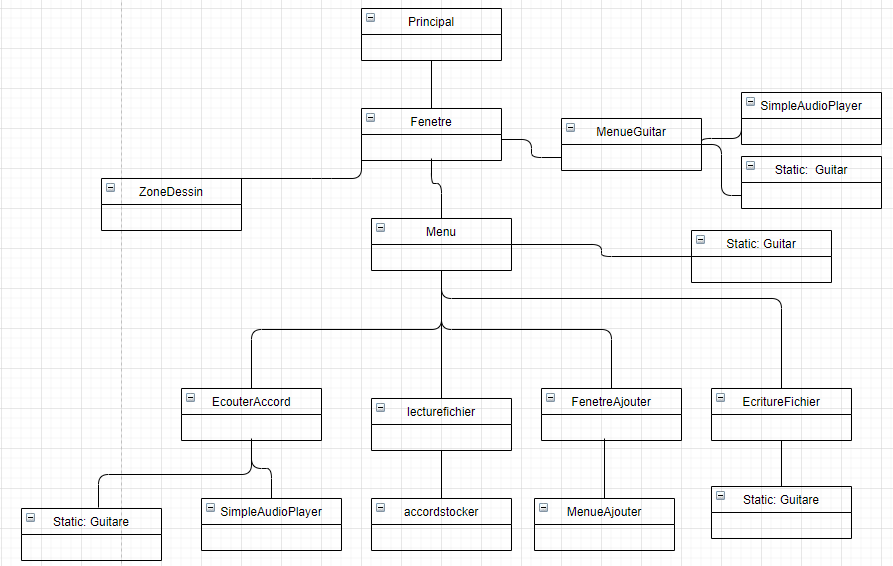 Principal
Fenetre
MenueGuitar
SimpleAudioPlayer
Static:  Guitar
ZoneDessin
Menu
Static: Guitar
EcouterAccord
lecturefichier
FenetreAjouter
EcritureFichier
Static: Guitare
SimpleAudioPlayer
accordstocker
MenueAjouter
Static: Guitare